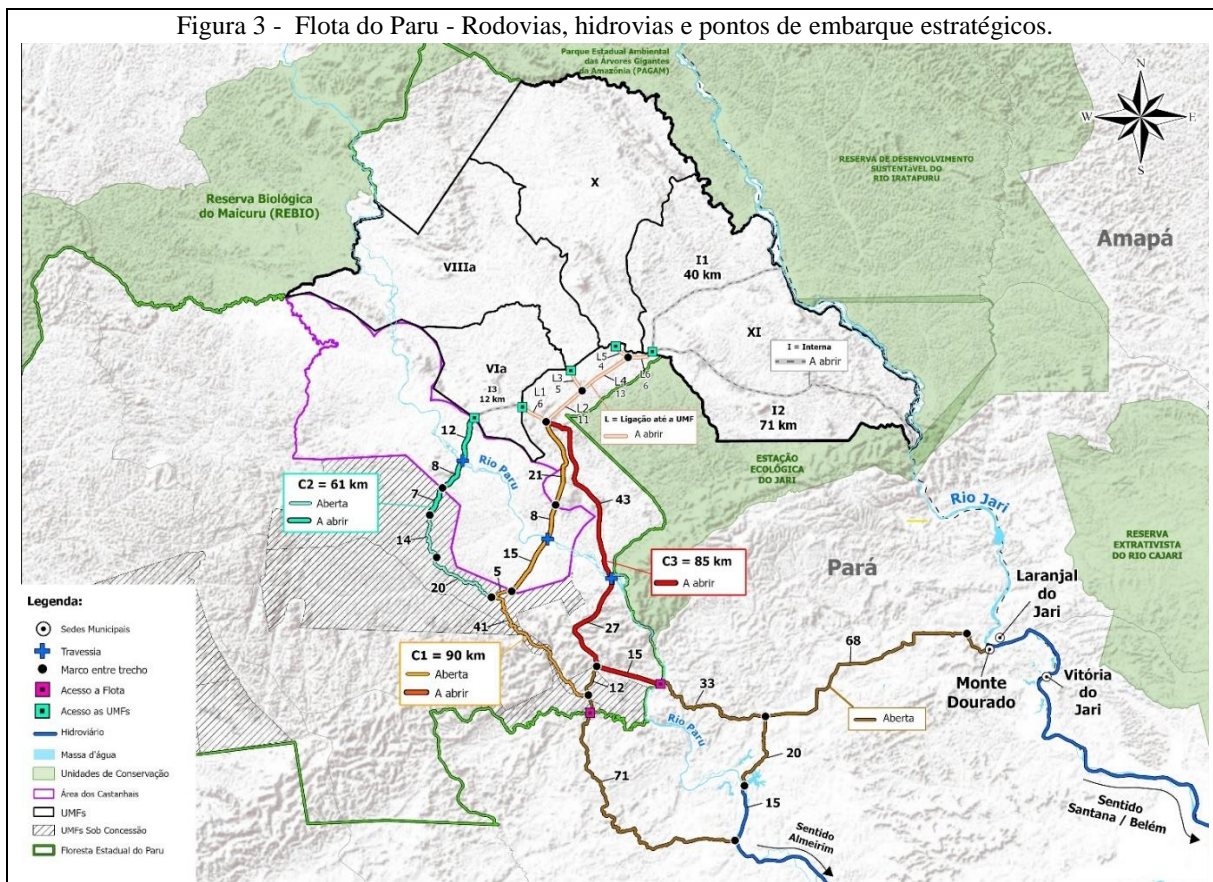 Figura 3 - Flota do Paru - Rodovias, hidrovias e pontos de embarque estratégicos.
Parque Estadual Ambiental
das Árvores Gigantes
da Amazônia (PAGAM)
N
W
E
S
RESERVA DE DESENVOLVIMENTO
SUSTENTÁVEL DO
RIO IRATAPURU
Reserva Biológica
do Maicuru (REBIO)
Amapá
X
VIIIa
I1
40 km
XI
I = Interna
A abrir
L5
4
L6
6
VIa
L3
5
L4
13
I3
12 km
L1
6
L2
11
L = Ligação até a UMF
A abrir
I2
71 km
12
ESTAÇÃO
ECOLÓGICA
DO JARI
Rio Paru
8
21
C2 = 61 km
Aberta
A abrir
7
43
Rio Jari
8
14
RESERVA
EXTRATIVISTA
DO RIO CAJARI
15
C3 = 85 km
A abrir
Pará
20
5
Laranjal
do
Jari
Legenda:
Sedes Municipais
Travessia
Marco entre trecho
Acesso a Flota
Acesso as UMFs
Hidroviário
Massa d'água
Unidades de Conservação
Área dos Castanhais
UMFs
UMFs Sob Concessão
Floresta Estadual do Paru
41
27
C1 = 90 km
Aberta
A abrir
15
68
12
33
Monte
Dourado
Vitória
do
Jari
Aberta
Rio Paru
20
71
15
Sentido
Santana / Belém
Sentido
Almeirim